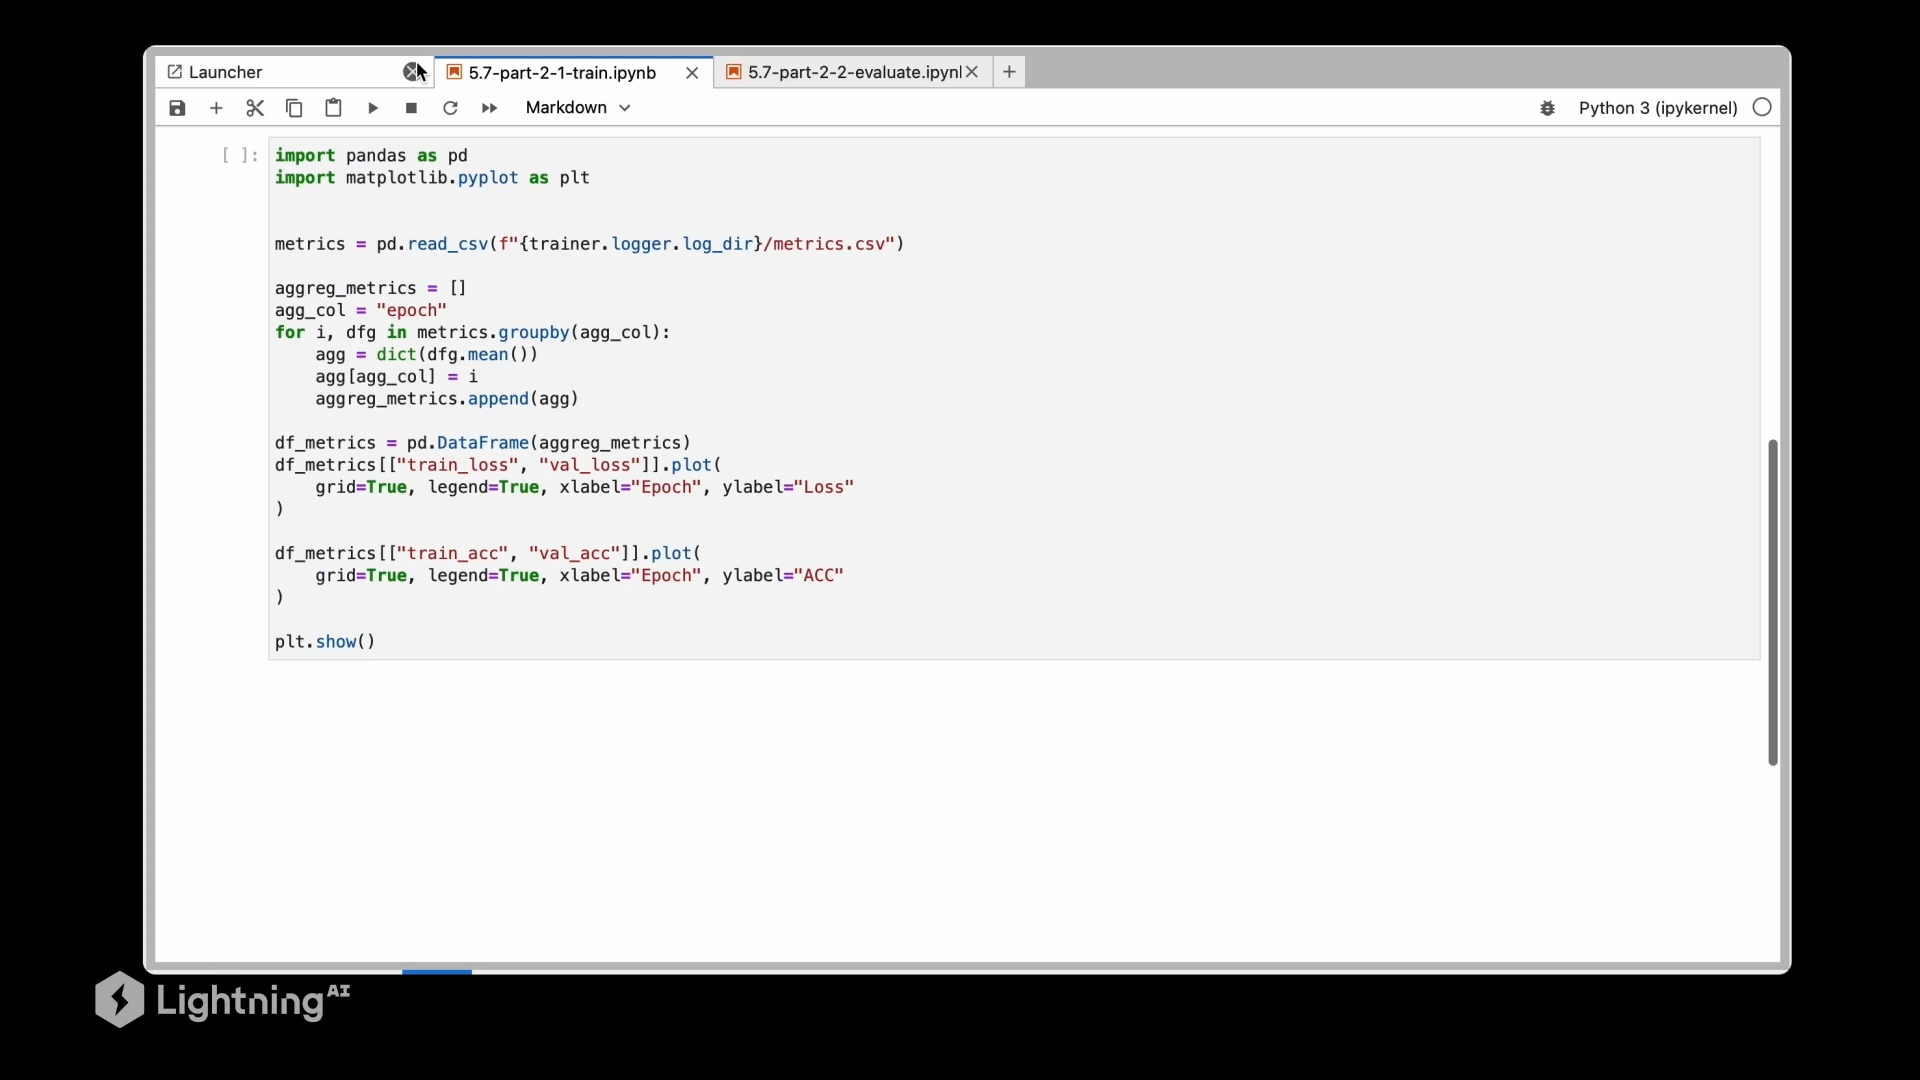 Launcher
5.7-part-2-1-train.ipynb
5.7-part-2-2-evaluate.ipynl
Markdown
Python 3 (ipykernel)
[ ]:
import pandas as pd
import matplotlib.pyplot as plt
metrics = pd.read_csv(f"{trainer.logger.log_dir}/metrics.csv")
aggreg_metrics = []
agg_col = "epoch"
for i, dfg in metrics.groupby(agg_col):
    agg = dict(dfg.mean())
    agg[agg_col] = i
    aggreg_metrics.append(agg)
df_metrics = pd.DataFrame(aggreg_metrics)
df_metrics[["train_loss", "val_loss"]].plot(
    grid=True, legend=True, xlabel="Epoch", ylabel="Loss"
)
df_metrics[["train_acc", "val_acc"]].plot(
    grid=True, legend=True, xlabel="Epoch", ylabel="ACC"
)
plt.show()
Lightning AI